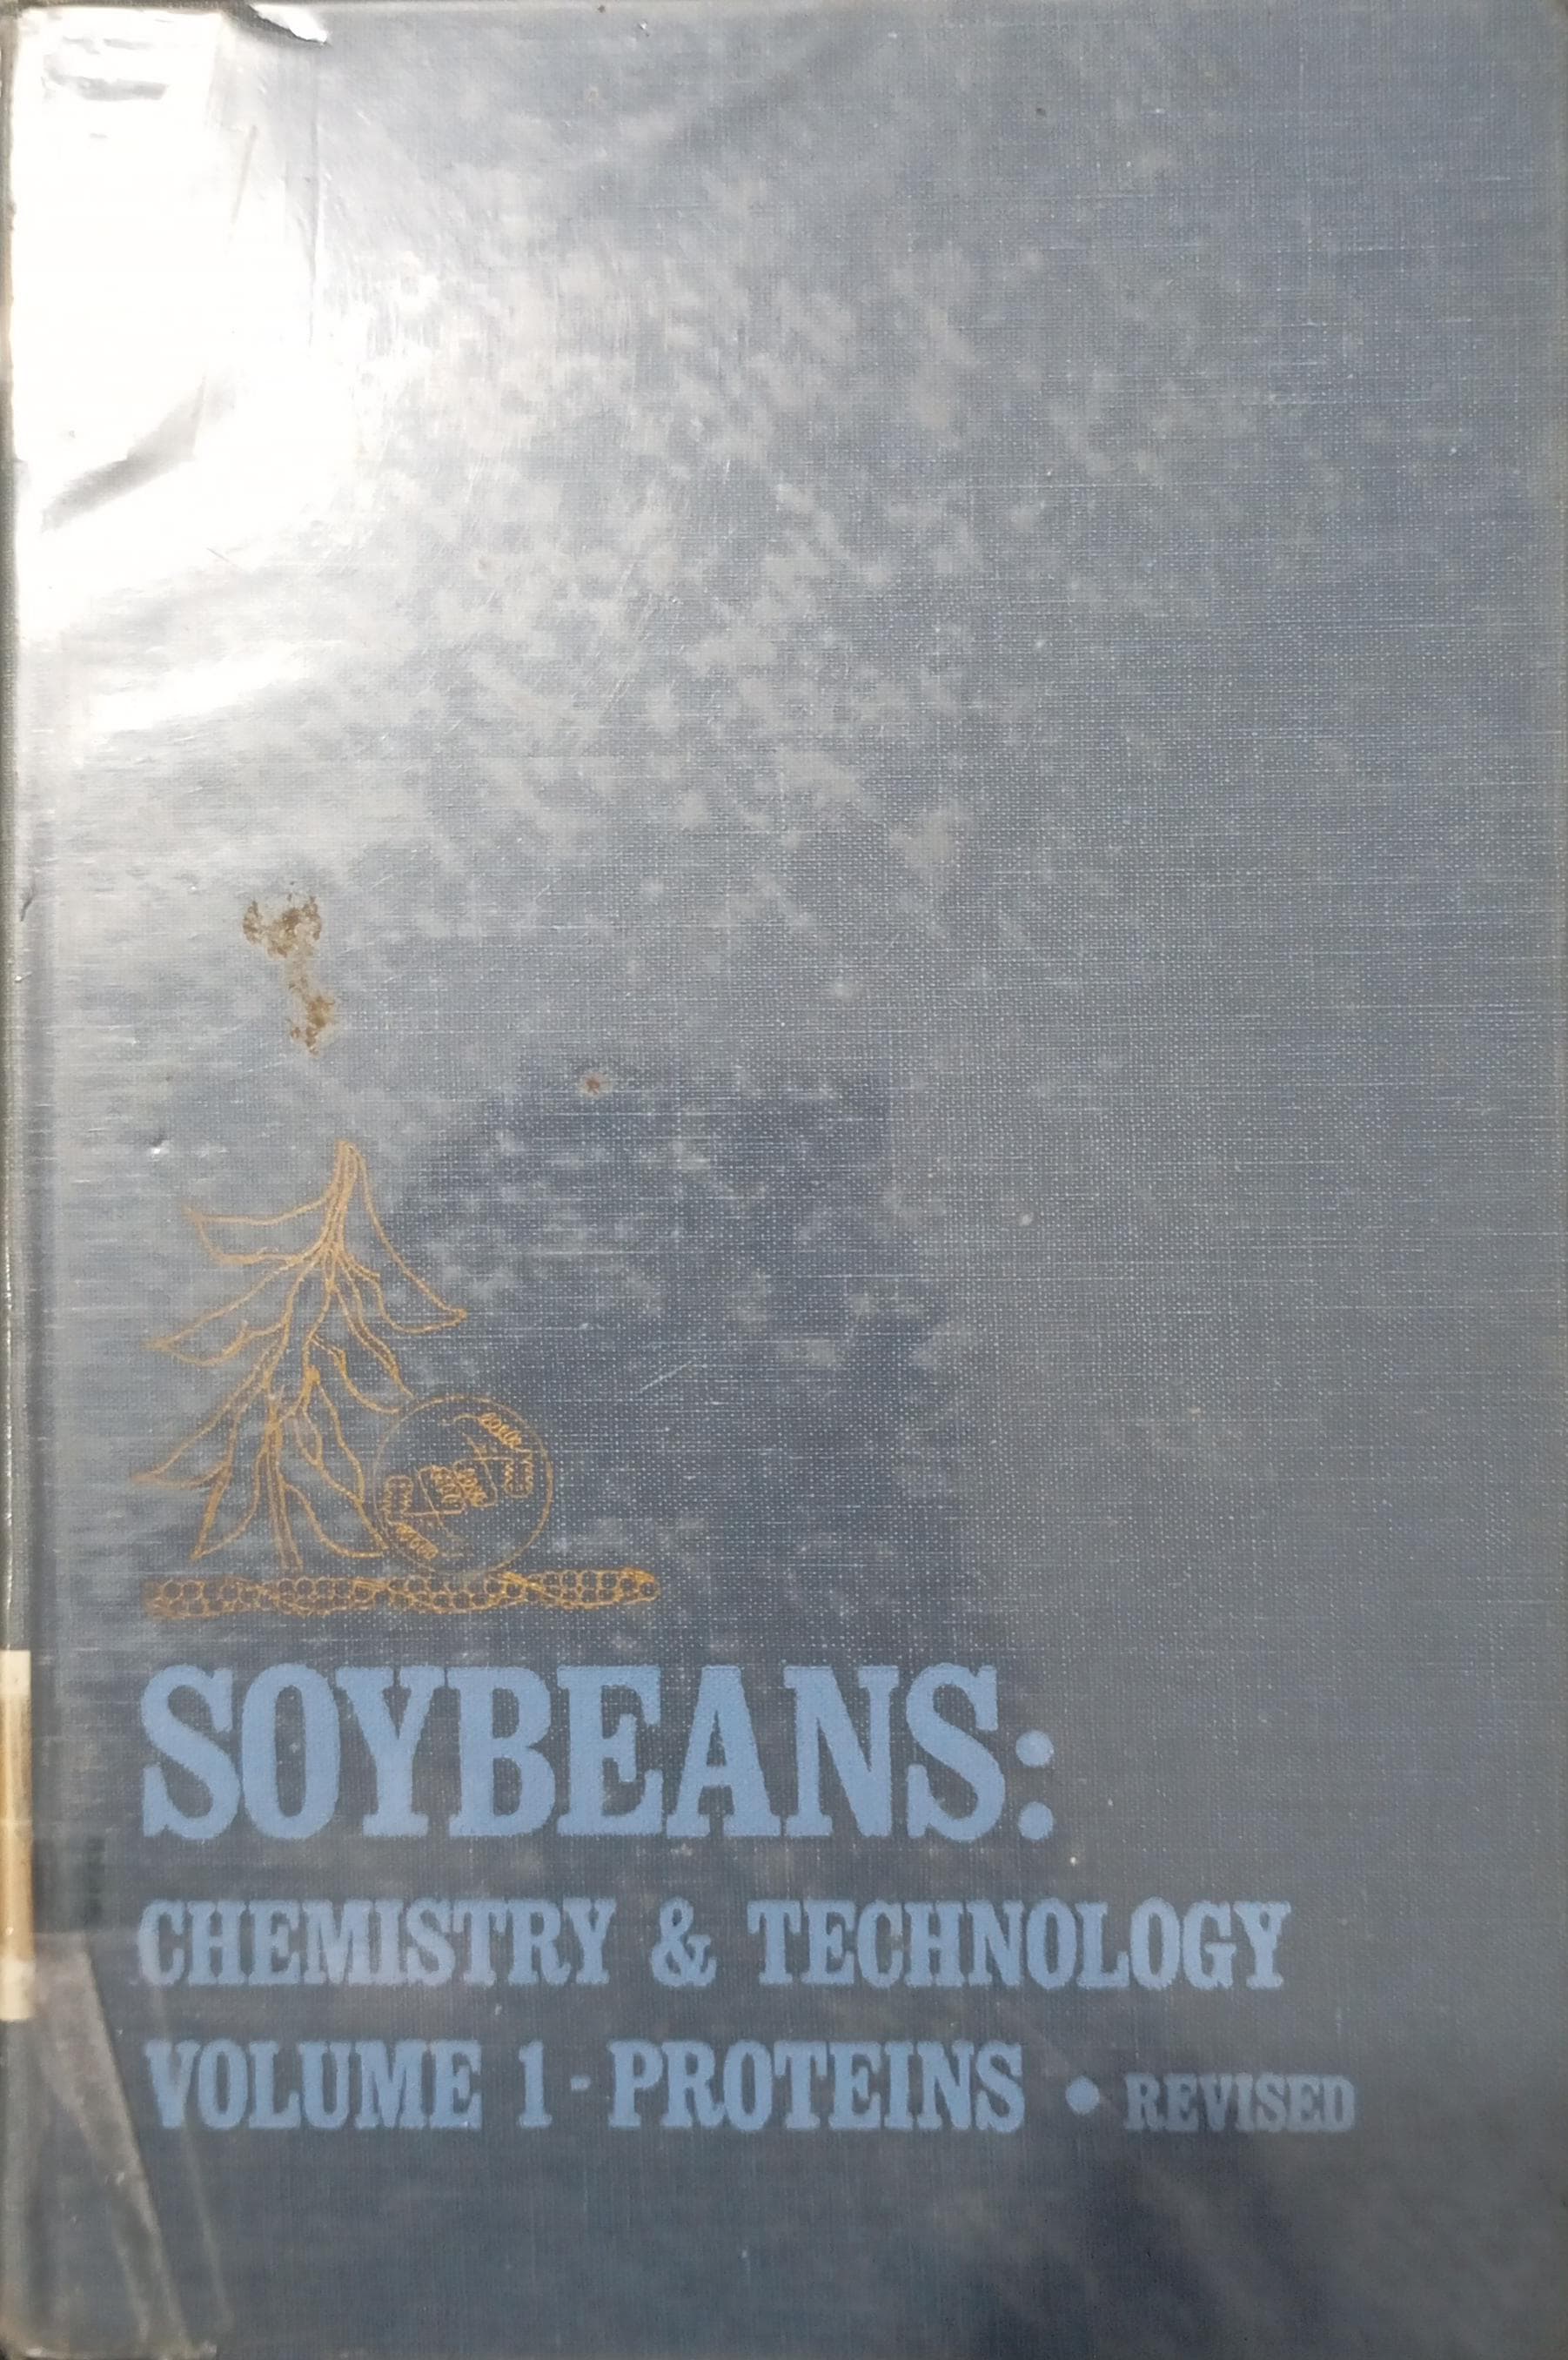 SOYBEANS:
CHEMISTRY & TECHNOLOGY
VOLUME 1 - PROTEINS • REVISED